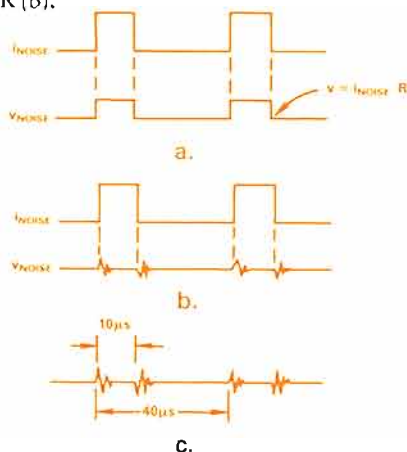 R (b).
iNOISE
vNOISE
v = iNOISE R
a.
iNOISE
vNOISE
b.
10μs
40μs
c.